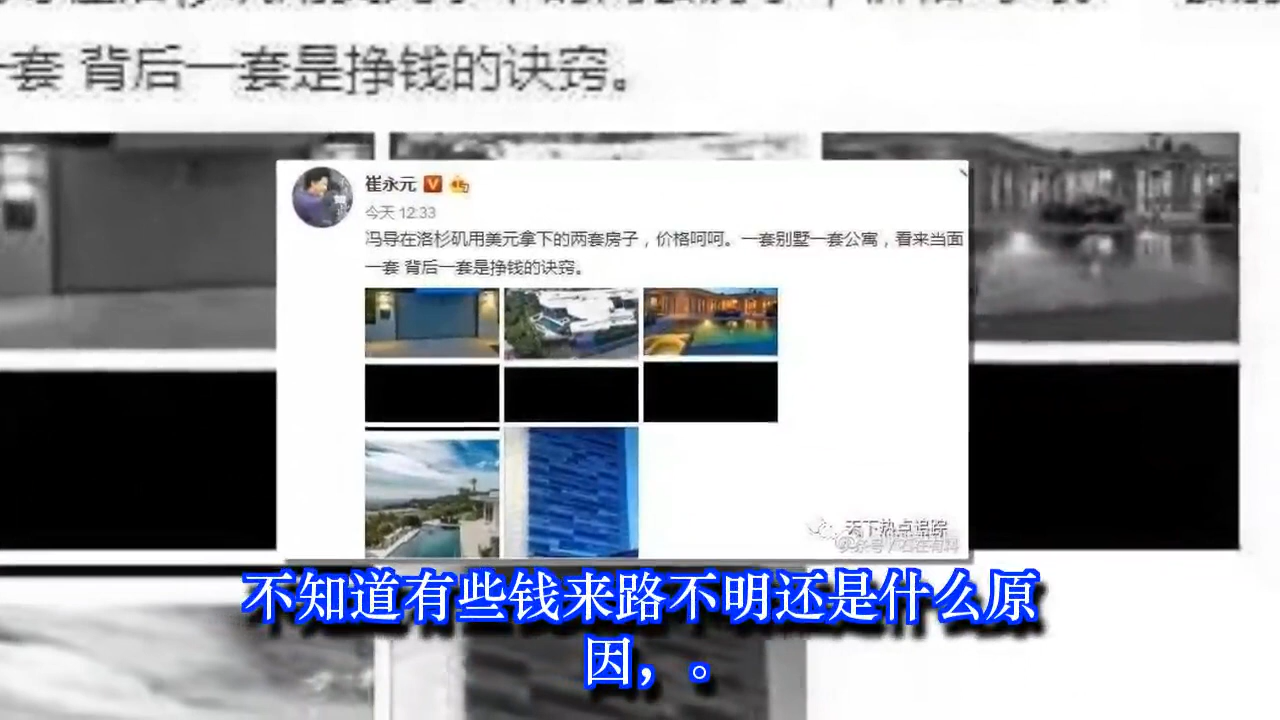 一套 背后一套是挣钱的诀窍。
崔永元
今天 12:33
冯导在洛杉矶用美元拿下的两套房子，价格呵呵。一套别墅一套公寓，看来当面
一套 背后一套是挣钱的诀窍。
天下热点追踪
不知道有些钱来路不明还是什么原
因，。